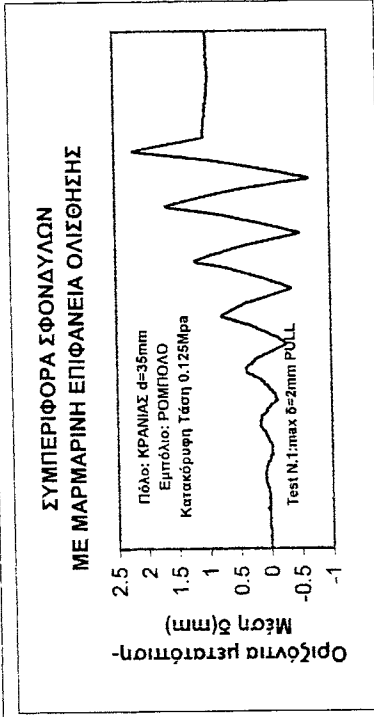 ΣΥΜΠΕΡΙΦΟΡΑ ΣΦΟΝΔΥΛΩΝ
ΜΕ ΜΑΡΜΑΡΙΝΗ ΕΠΙΦΑΝΕΙΑ ΟΛΙΣΘΗΣΗΣ
Οριζόντια μετατόπιση-
Μέση δ(mm)
2.5
2
1.5
1
0.5
0
-0.5
-1
Πόλο: ΚΡΑΝΙΑΣ d=35mm
Εμπόλιο: ΡΟΜΠΟΛΟ
Κατακόρυφη Τάση 0.125Mpa
Test N.1:max δ=2mm PULL